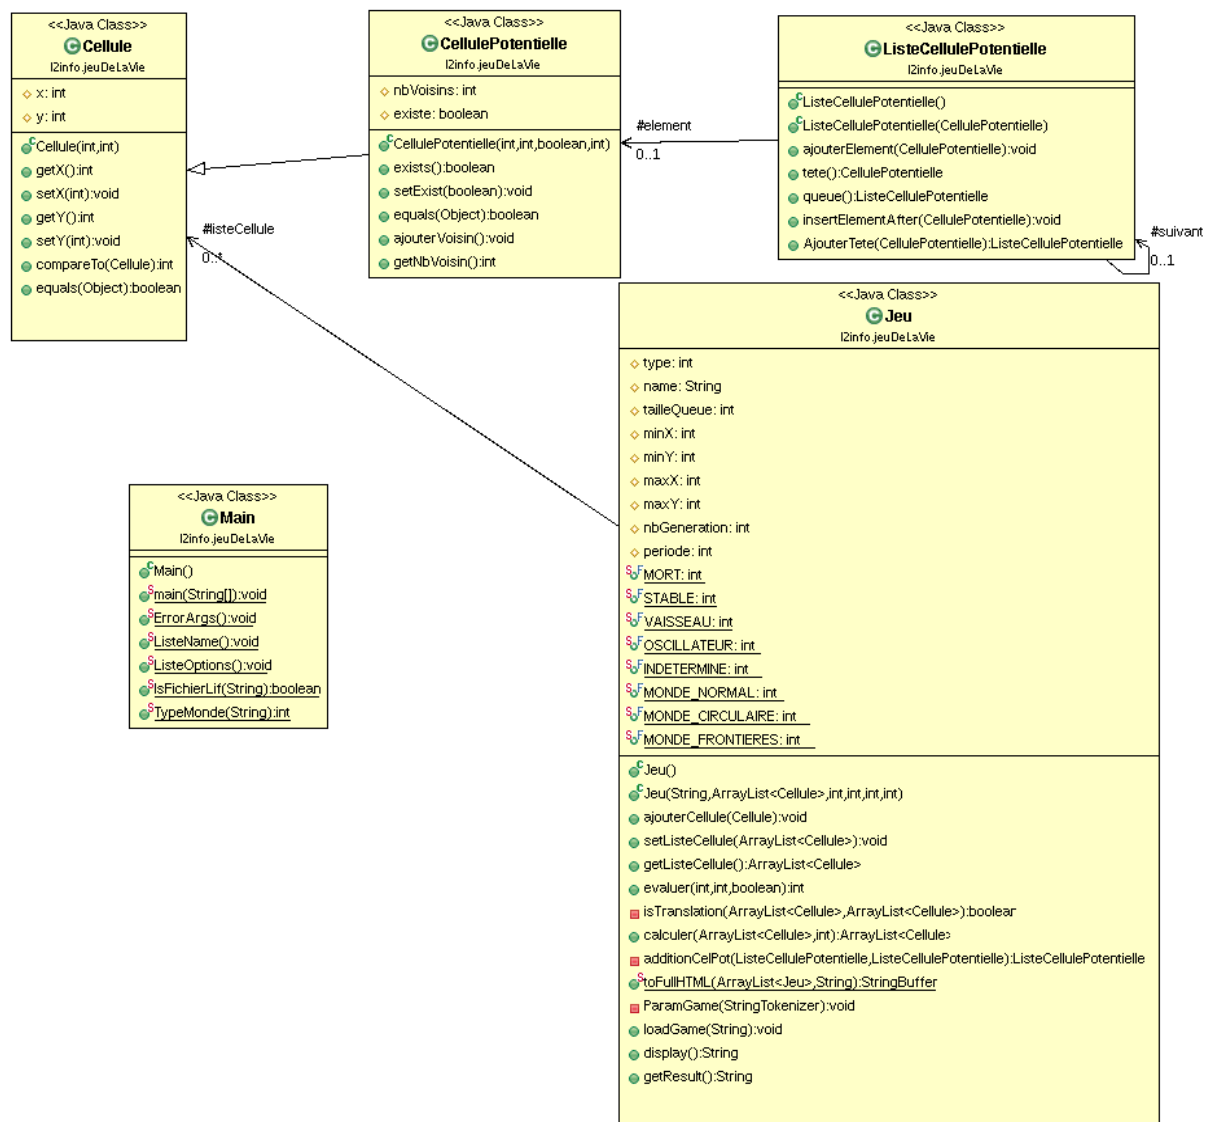 <<Java Class>>
Cellule
l2info.jeuDeLaVie
x: int
y: int
Cellule(int,int)
getX():int
setX(int):void
getY():int
setY(int):void
compareTo(Cellule):int
equals(Object):boolean
<<Java Class>>
CellulePotentielle
l2info.jeuDeLaVie
nbVoisins: int
existe: boolean
CellulePotentielle(int,int,boolean,int)
exists():boolean
setExist(boolean):void
equals(Object):boolean
ajouterVoisin():void
getNbVoisin():int
#element
0..1
<<Java Class>>
ListeCellulePotentielle
l2info.jeuDeLaVie
ListeCellulePotentielle()
ListeCellulePotentielle(CellulePotentielle)
ajouterElement(CellulePotentielle):void
tete():CellulePotentielle
queue():ListeCellulePotentielle
insertElementAfter(CellulePotentielle):void
AjouterTete(CellulePotentielle):ListeCellulePotentielle
#suivant
0..1
#listeCellule
0..*
<<Java Class>>
Jeu
l2info.jeuDeLaVie
type: int
name: String
tailleQueue: int
minX: int
minY: int
maxX: int
maxY: int
nbGeneration: int
periode: int
MORT: int
STABLE: int
VAISSEAU: int
OSCILLATEUR: int
INDETERMINE: int
MONDE_NORMAL: int
MONDE_CIRCULAIRE: int
MONDE_FRONTIERES: int
Jeu()
Jeu(String,ArrayList<Cellule>,int,int,int,int)
ajouterCellule(Cellule):void
setListeCellule(ArrayList<Cellule>):void
getListeCellule():ArrayList<Cellule>
evaluer(int,int,boolean):int
isTranslation(ArrayList<Cellule>,ArrayList<Cellule>):boolean
calculer(ArrayList<Cellule>,int):ArrayList<Cellule>
additionCelPot(ListeCellulePotentielle,ListeCellulePotentielle):ListeCellulePotentielle
toFullHTML(ArrayList<Jeu>,String):StringBuffer
ParamGame(StringTokenizer):void
loadGame(String):void
display():String
getResult():String
<<Java Class>>
Main
l2info.jeuDeLaVie
Main()
main(String[]):void
ErrorArgs():void
ListeName():void
ListeOptions():void
IsFichierLif(String):boolean
TypeMonde(String):int